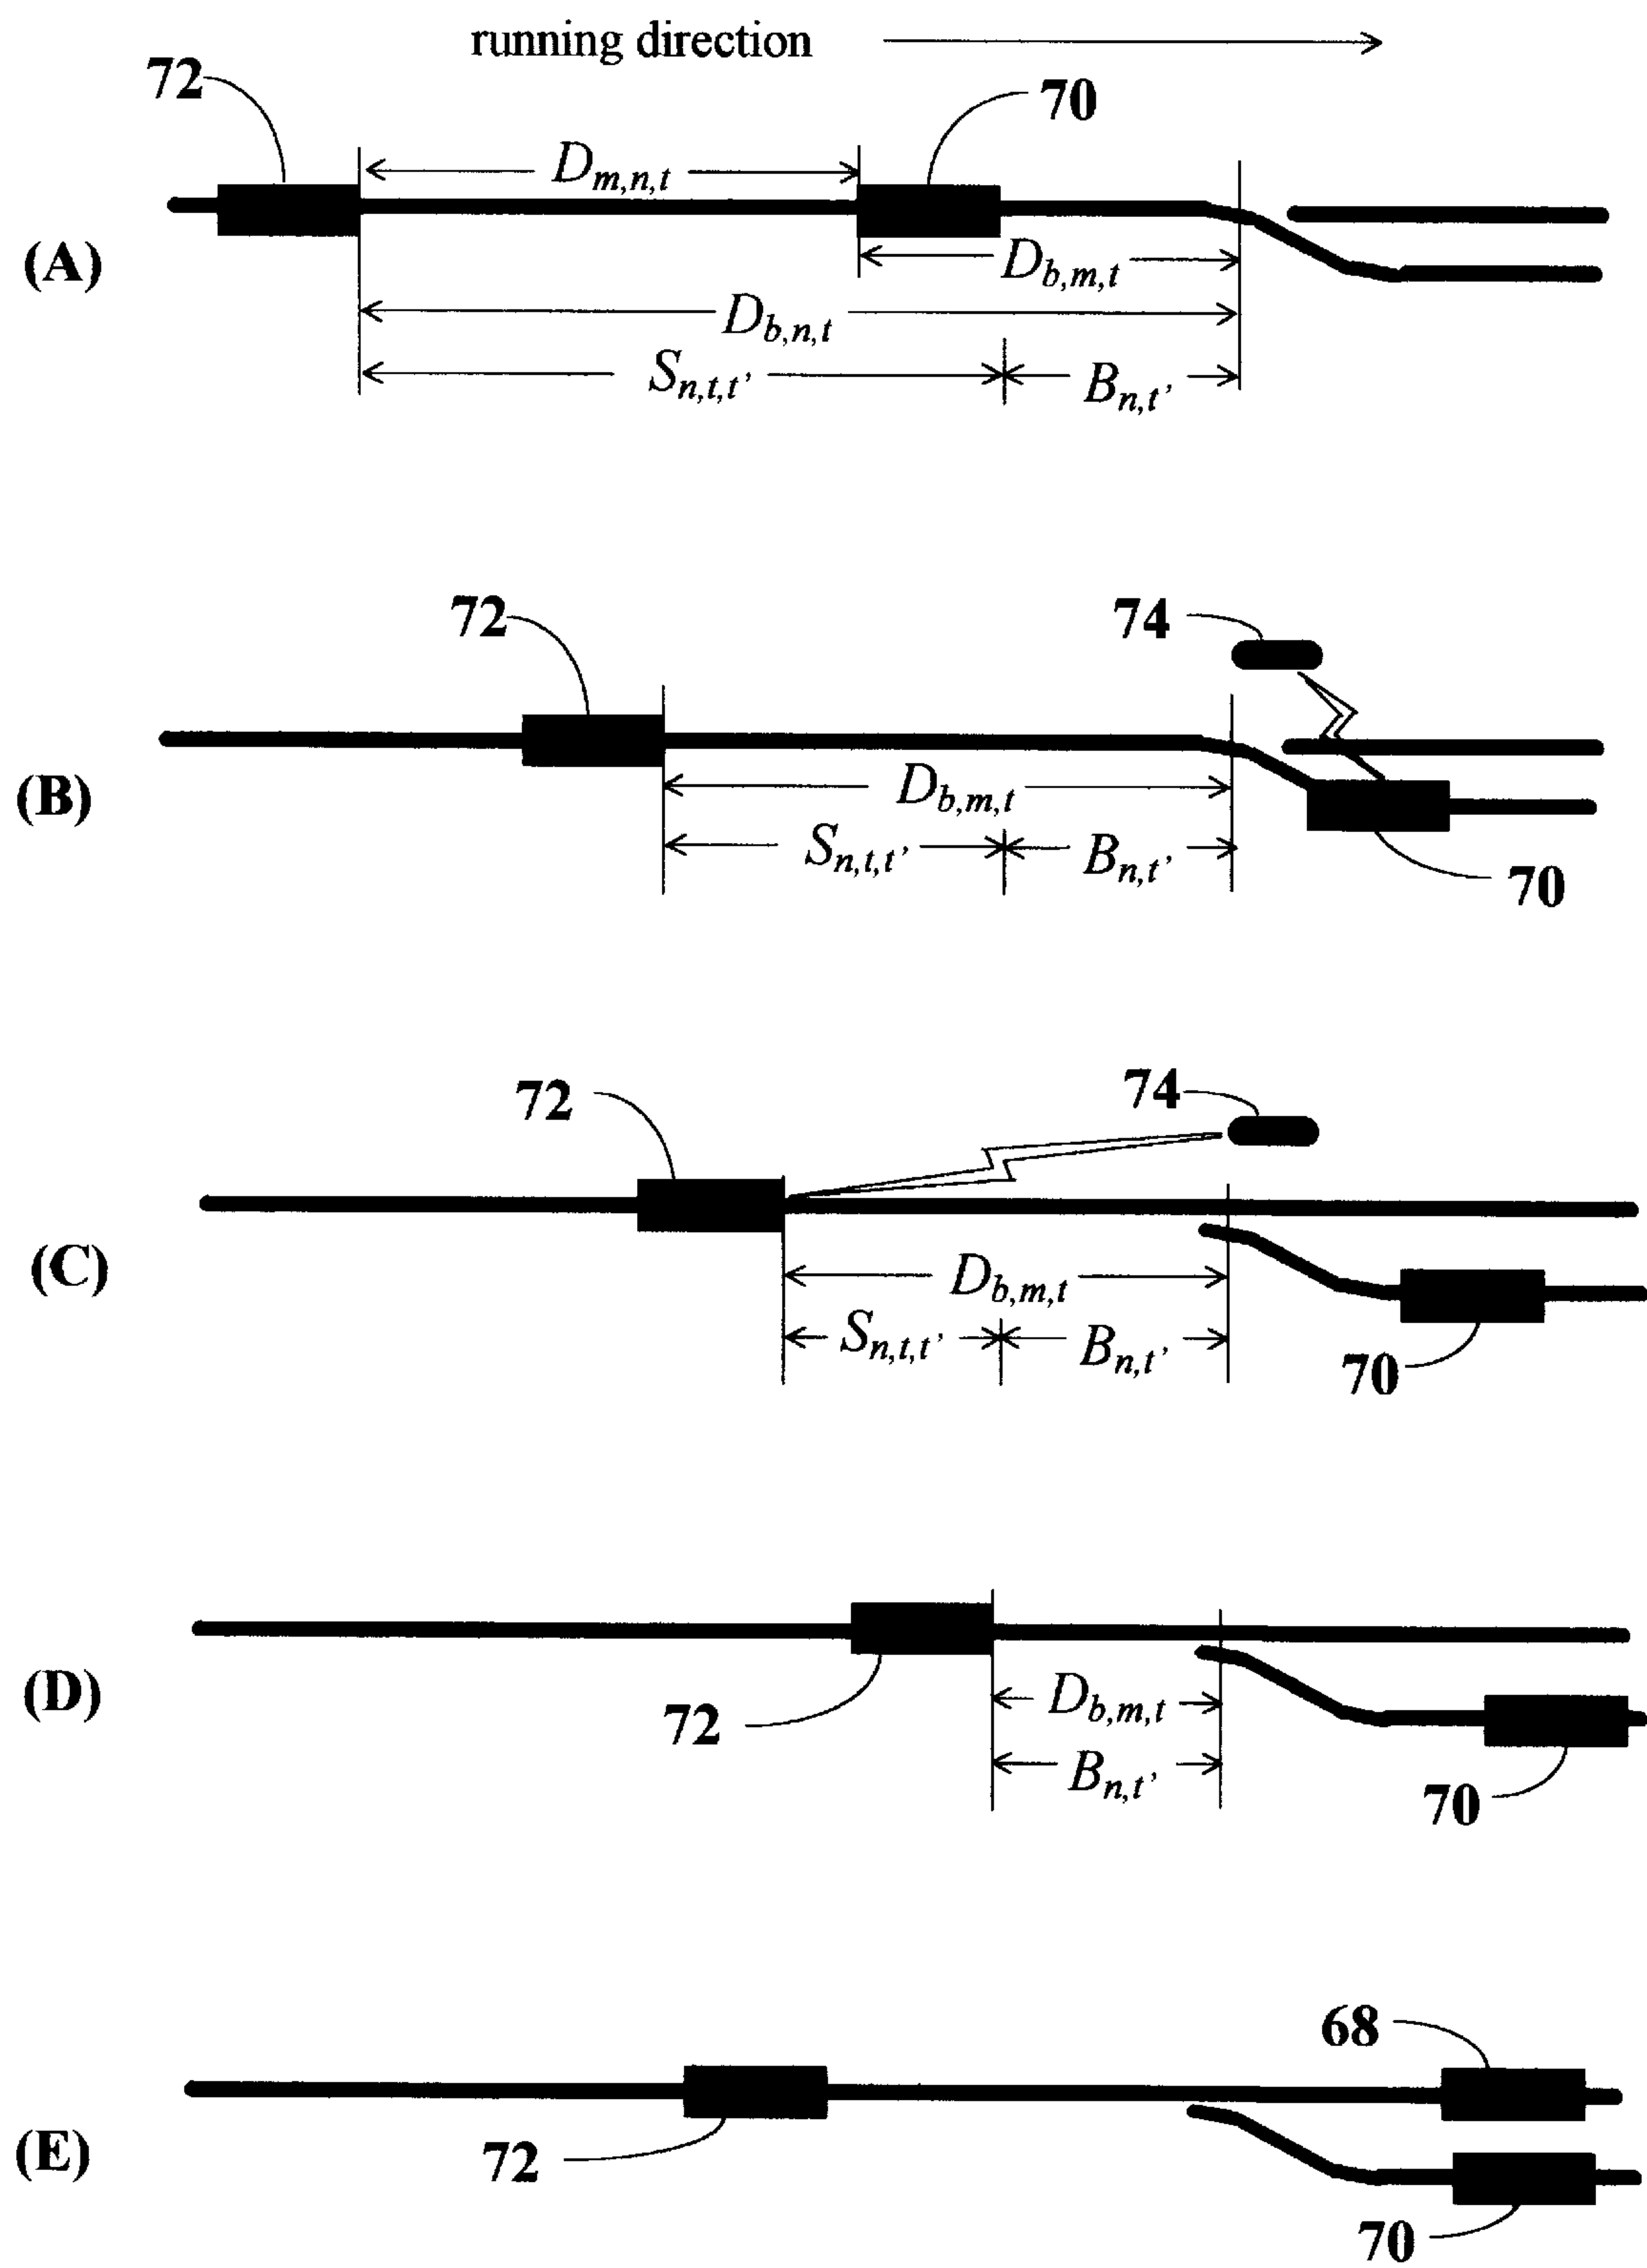 running direction
72
70
D_{m,n,t}
(A)
D_{b,m,t}
D_{b,n,t}
S_{n,t,t'}
B_{n,t'}
72
74
(B)
D_{b,m,t}
S_{n,t,t'}
B_{n,t'}
70
72
74
(C)
D_{b,m,t}
S_{n,t,t'}
B_{n,t'}
70
(D)
D_{b,m,t}
72
B_{n,t'}
70
68
(E)
72
70